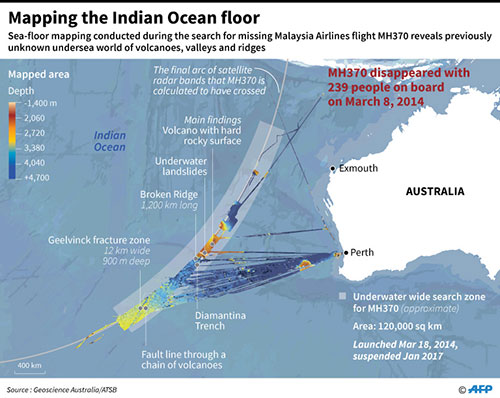 Mapping the Indian Ocean floor
Sea-floor mapping conducted during the search for missing Malaysia Airlines flight MH370 reveals previously
unknown undersea world of volcanoes, valleys and ridges
Mapped area
Depth
-1,400 m
2,060
2,720
3,380
4,040
+4,700
The final arc of satellite
radar bands that MH370 is
calculated to have crossed
MH370 disappeared with
239 people on board
on March 8, 2014
Indian
Ocean
Main findings
Volcano with hard
rocky surface
Underwater
landslides
Broken Ridge
1,200 km long
Geelvinck fracture zone
12 km wide
900 m deep
Exmouth
AUSTRALIA
Perth
Diamantina
Trench
Fault line through a
chain of volcanoes
Underwater wide search zone
for MH370 (approximate)
Area: 120,000 sq km
Launched Mar 18, 2014,
suspended Jan 2017
400 km
Source : Geoscience Australia/ATSB
© AFP